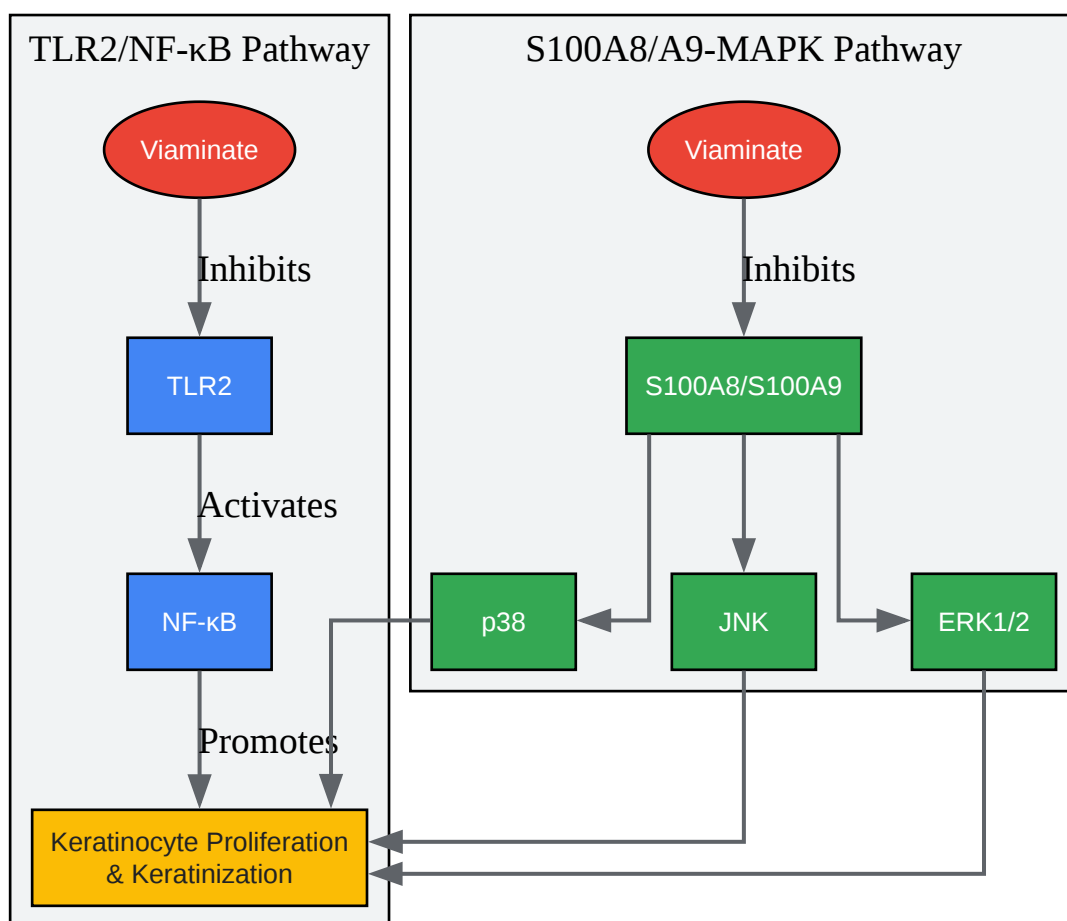 TLR2/NF-κB Pathway
Viaminate
Inhibits
TLR2
Activates
NF-κB
Promotes
Keratinocyte Proliferation
& Keratinization
S100A8/A9-MAPK Pathway
Viaminate
Inhibits
S100A8/S100A9
p38
JNK
ERK1/2